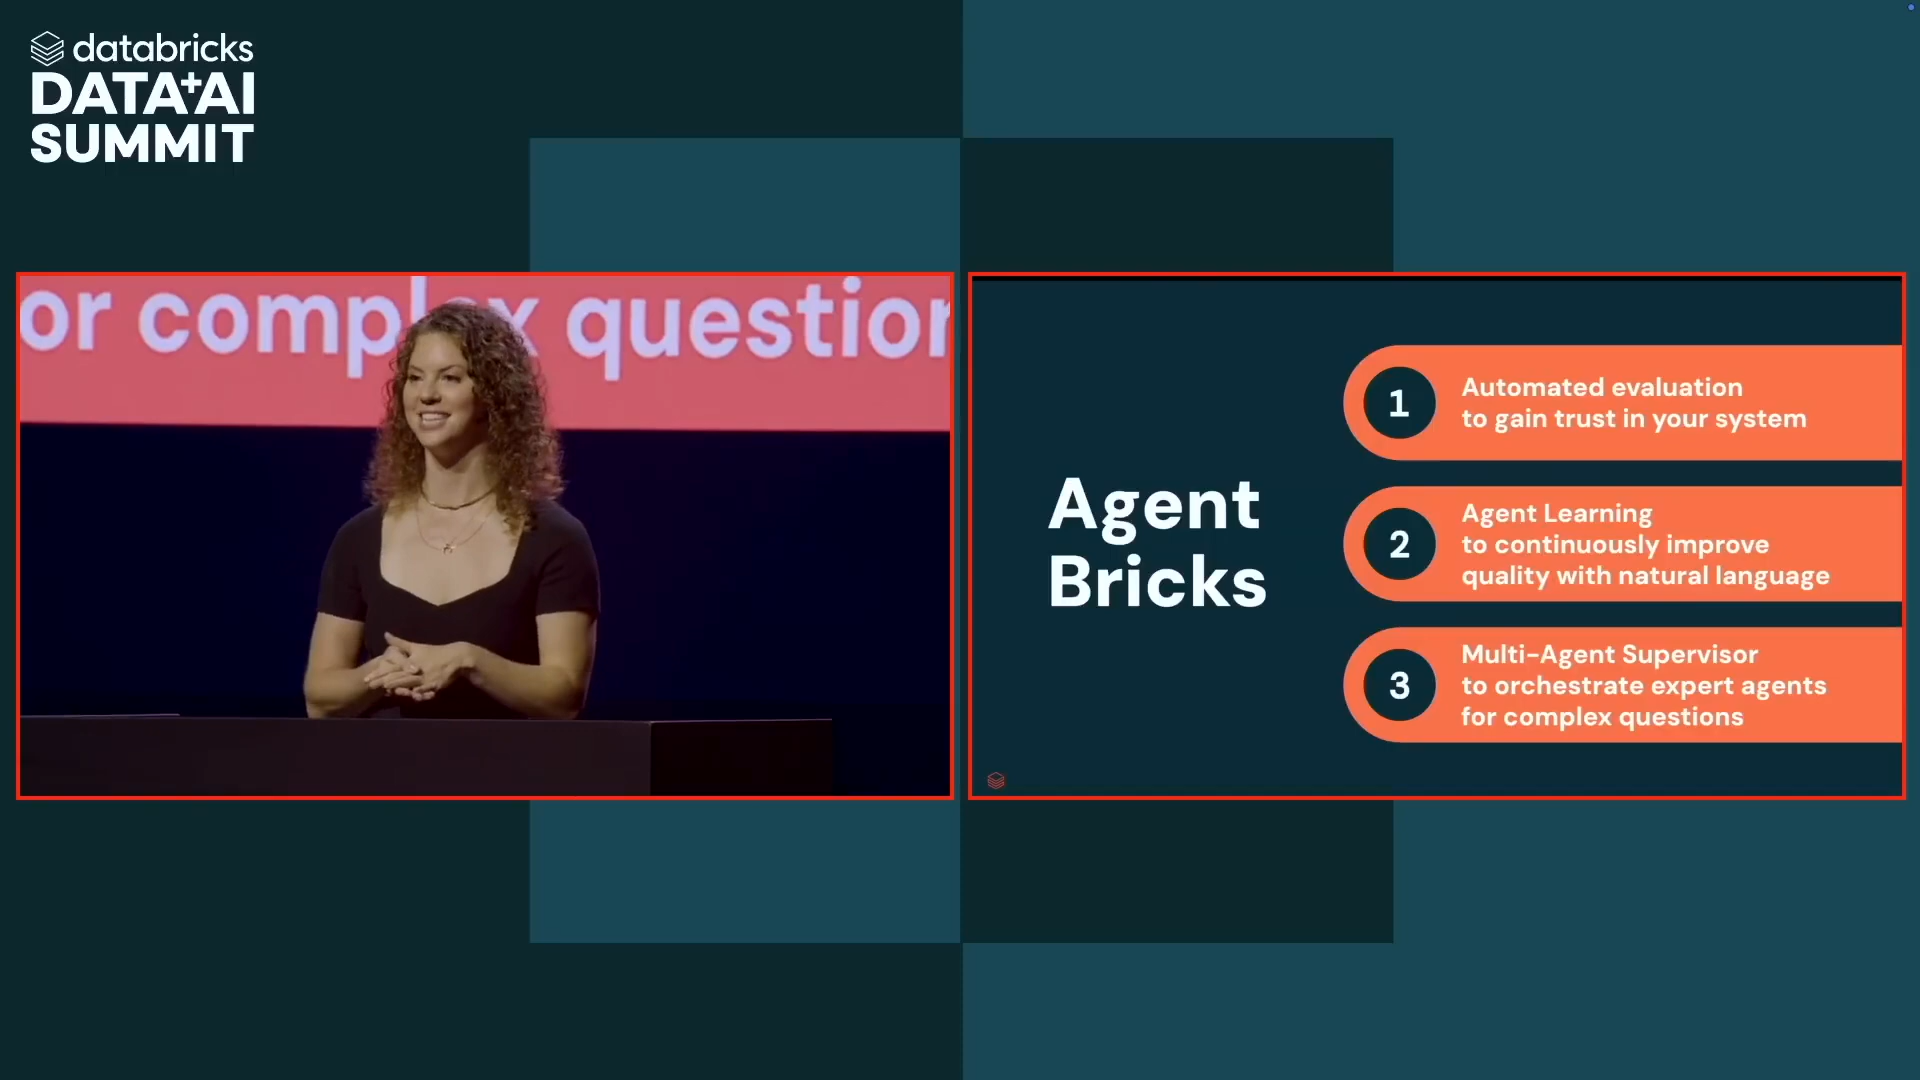 databricks
DATA+AI
SUMMIT
or complex question
Agent
Bricks
1
Automated evaluation
to gain trust in your system
2
Agent Learning
to continuously improve
quality with natural language
3
Multi-Agent Supervisor
to orchestrate expert agents
for complex questions